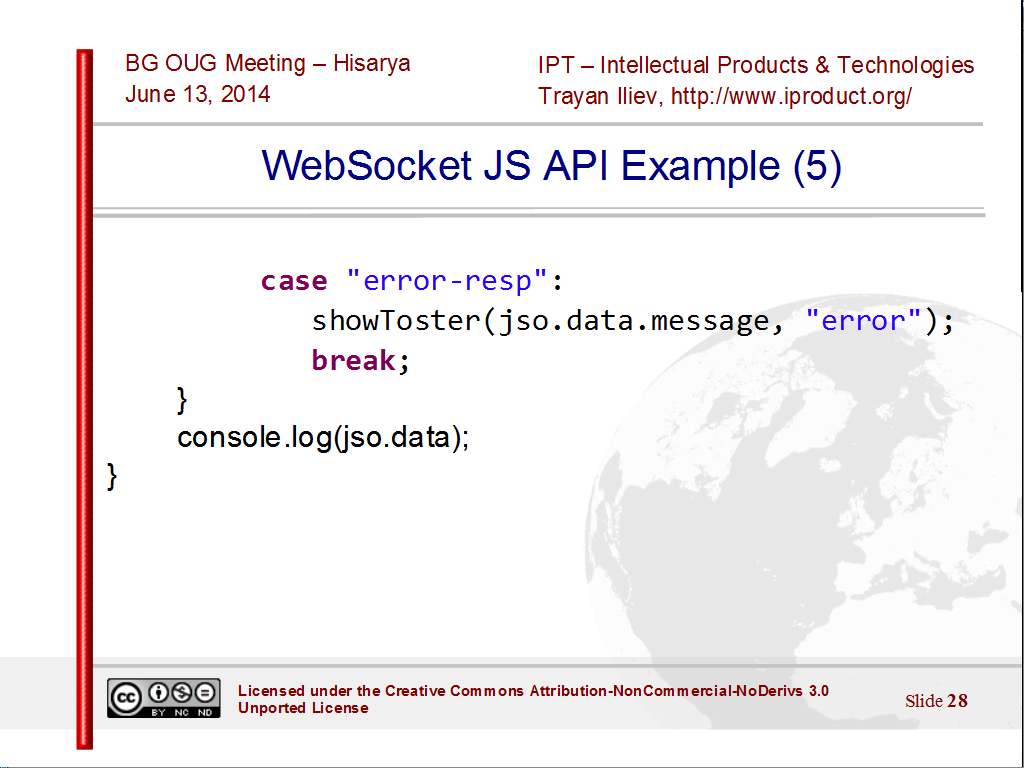 BG OUG Meeting – Hisarya
June 13, 2014
IPT – Intellectual Products & Technologies
Trayan Iliev, http://www.iproduct.org/
WebSocket JS API Example (5)
case "error-resp":
showToster(jso.data.message, "error");
break;
}
console.log(jso.data);
}
cc
BY NC ND
Licensed under the Creative Commons Attribution-NonCommercial-NoDerivs 3.0
Unported License
Slide 28